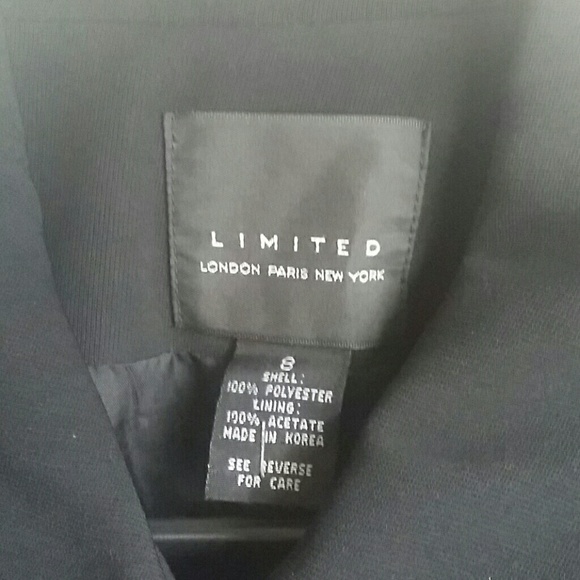 LIMITED
LONDON PARIS NEW YORK
8
SHELL:
100% POLYESTER
LINING:
100% ACETATE
MADE IN KOREA
SEE REVERSE
FOR CARE